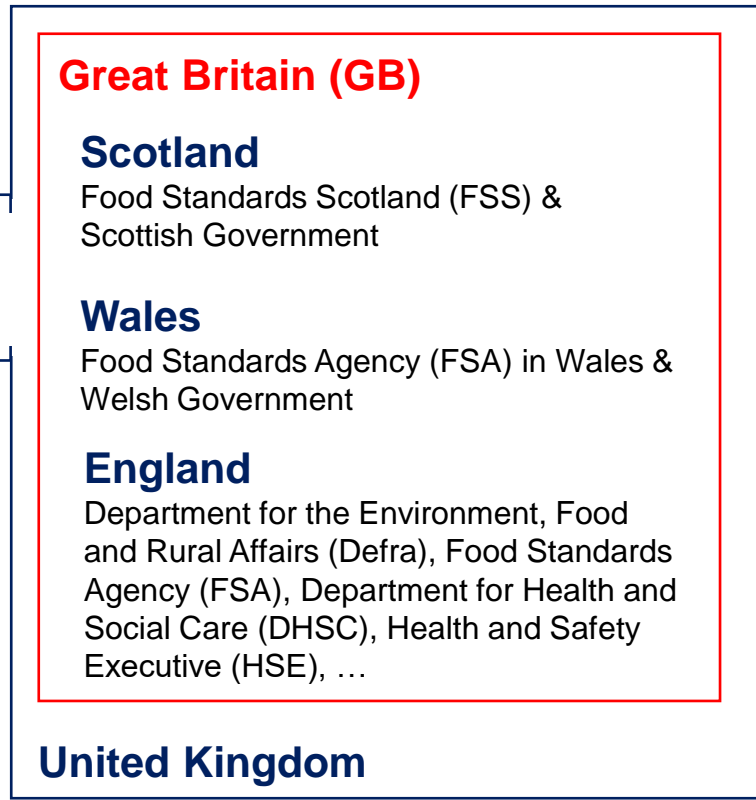 Great Britain (GB)
Scotland
Food Standards Scotland (FSS) &
Scottish Government
Wales
Food Standards Agency (FSA) in Wales &
Welsh Government
England
Department for the Environment, Food
and Rural Affairs (Defra), Food Standards
Agency (FSA), Department for Health and
Social Care (DHSC), Health and Safety
Executive (HSE), …
United Kingdom